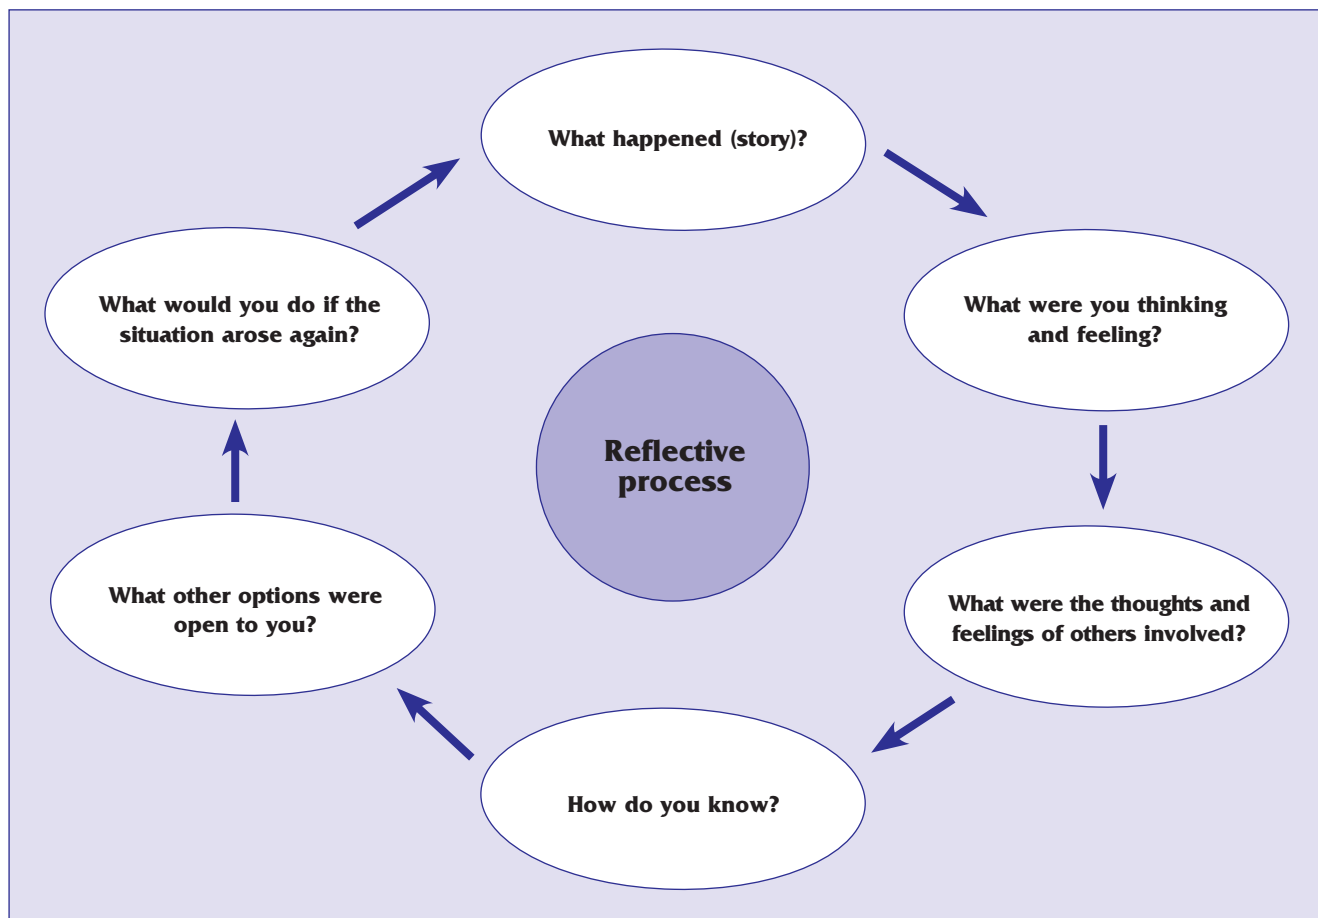 What happened (story)?
What were you thinking
and feeling?
What were the thoughts and
feelings of others involved?
How do you know?
What other options were
open to you?
What would you do if the
situation arose again?
Reflective
process